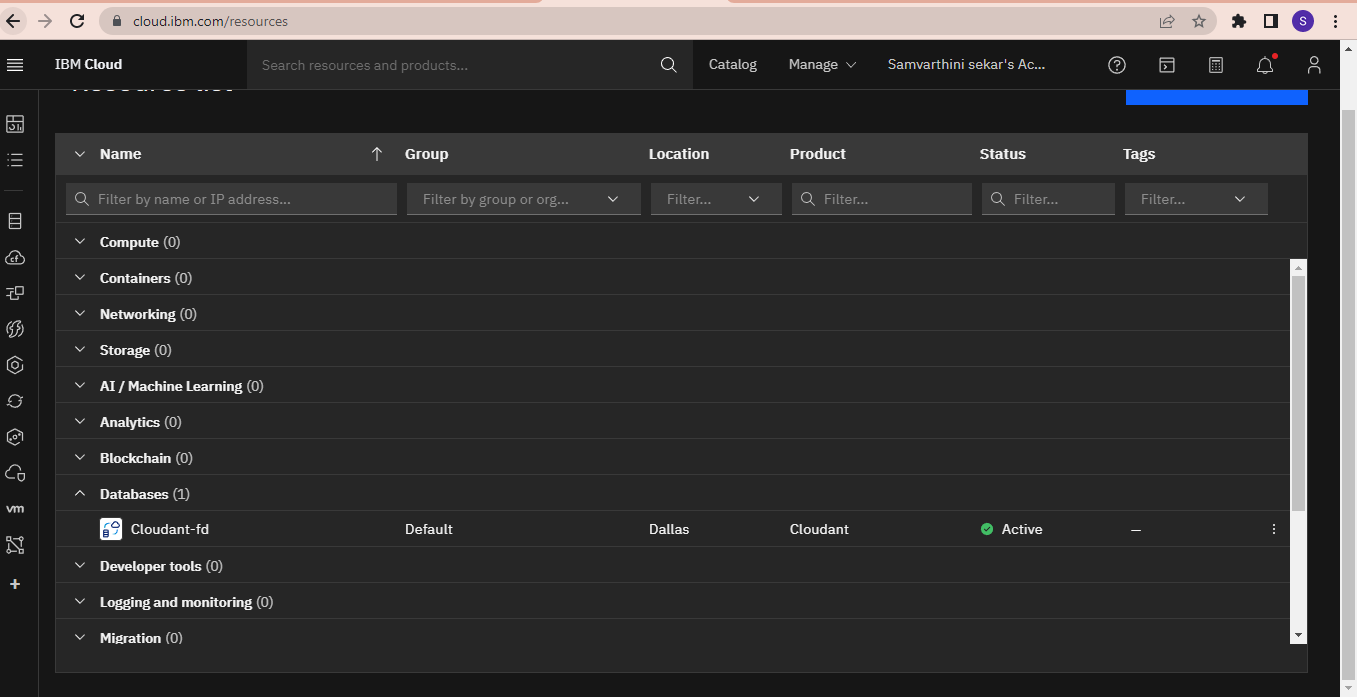 cloud.ibm.com/resources
S
IBM Cloud
Search resources and products...
Catalog
Manage
Samvarthini sekar's Ac...
Resource list
Name
Group
Location
Product
Status
Tags
Filter by name or IP address...
Filter by group or org...
Filter...
Filter...
Filter...
Filter...
Compute (0)
Containers (0)
Networking (0)
Storage (0)
AI / Machine Learning (0)
Analytics (0)
Blockchain (0)
Databases (1)
Cloudant-fd
Default
Dallas
Cloudant
Active
–
Developer tools (0)
Logging and monitoring (0)
Migration (0)
cf
vm